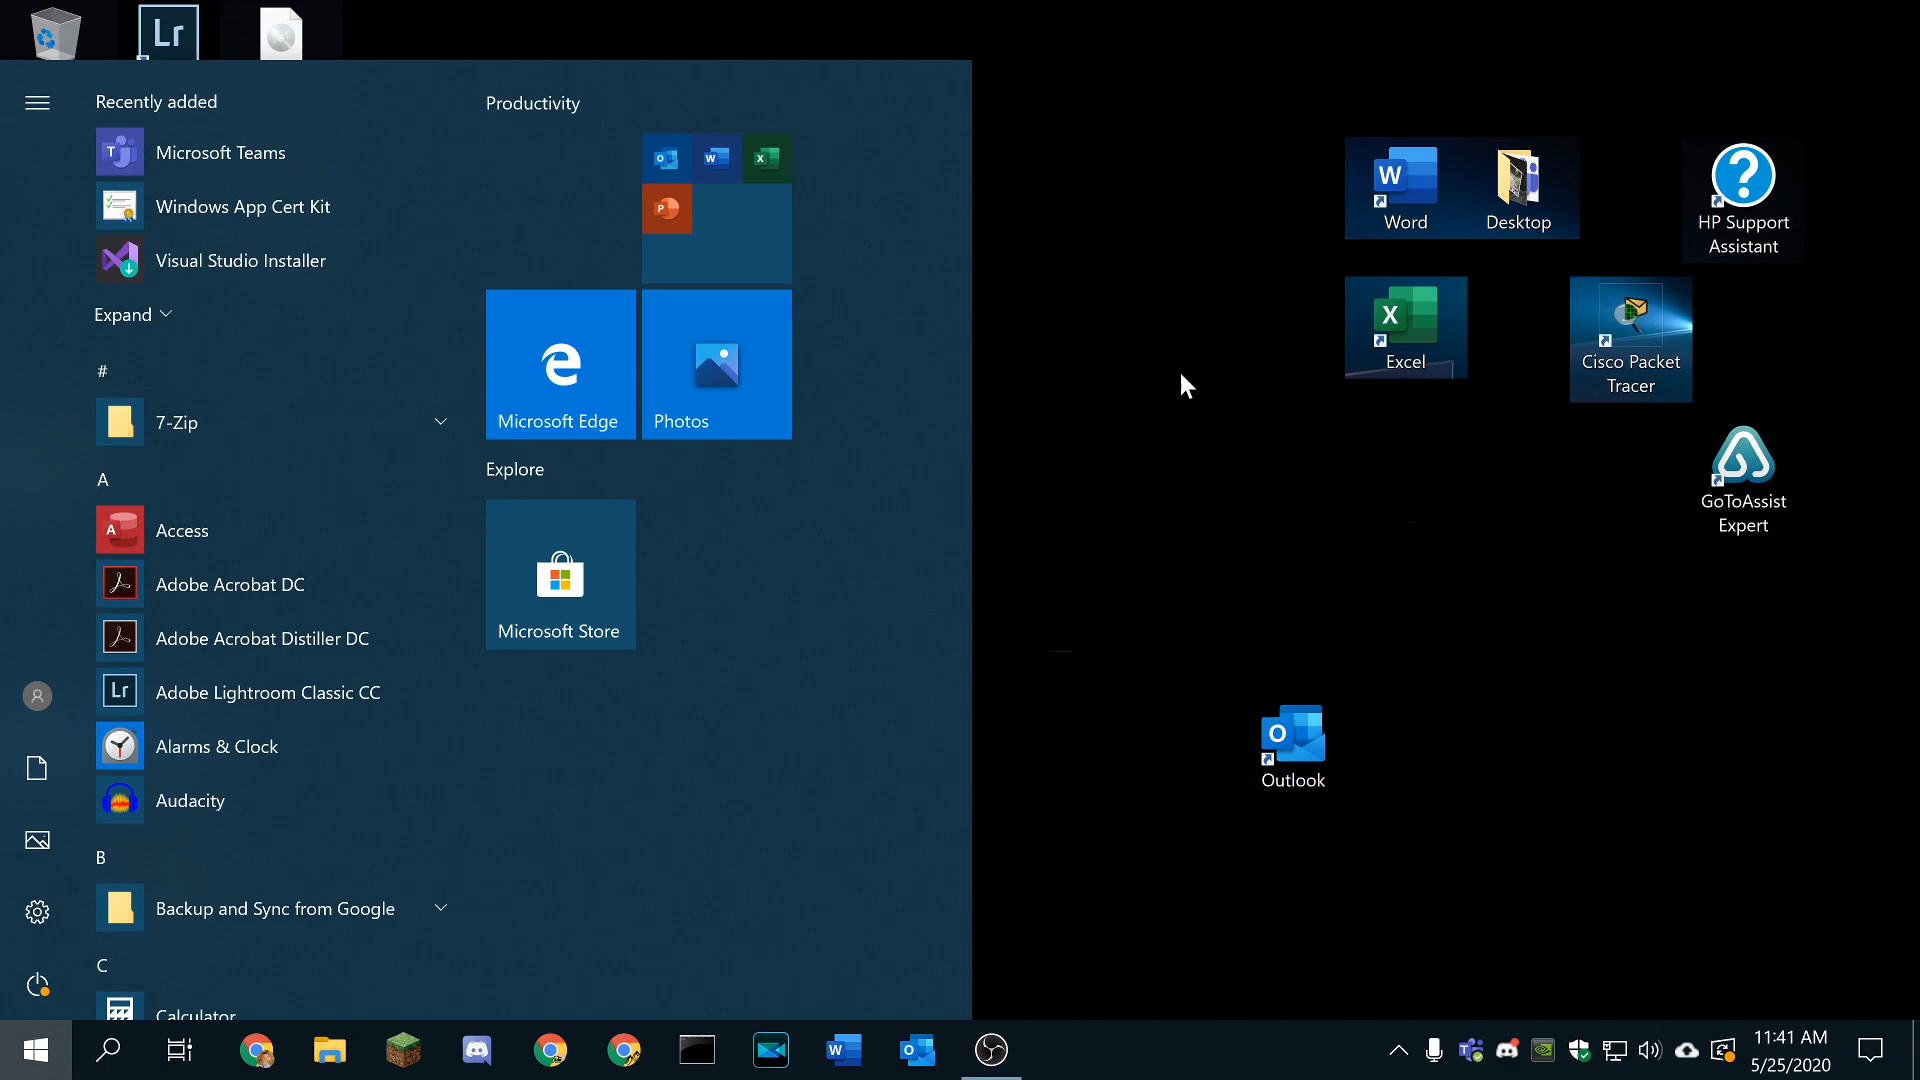 Lr
Recently added
Microsoft Teams
Windows App Cert Kit
Visual Studio Installer
Expand
#
7-Zip
A
Access
Adobe Acrobat DC
Adobe Acrobat Distiller DC
Lr
Adobe Lightroom Classic CC
Alarms & Clock
Audacity
B
Backup and Sync from Google
C
Calculator
Productivity
Microsoft Edge
Photos
Explore
Microsoft Store
Word
Desktop
HP Support
Assistant
Excel
Cisco Packet
Tracer
GoToAssist
Expert
Outlook
11:41 AM
5/25/2020